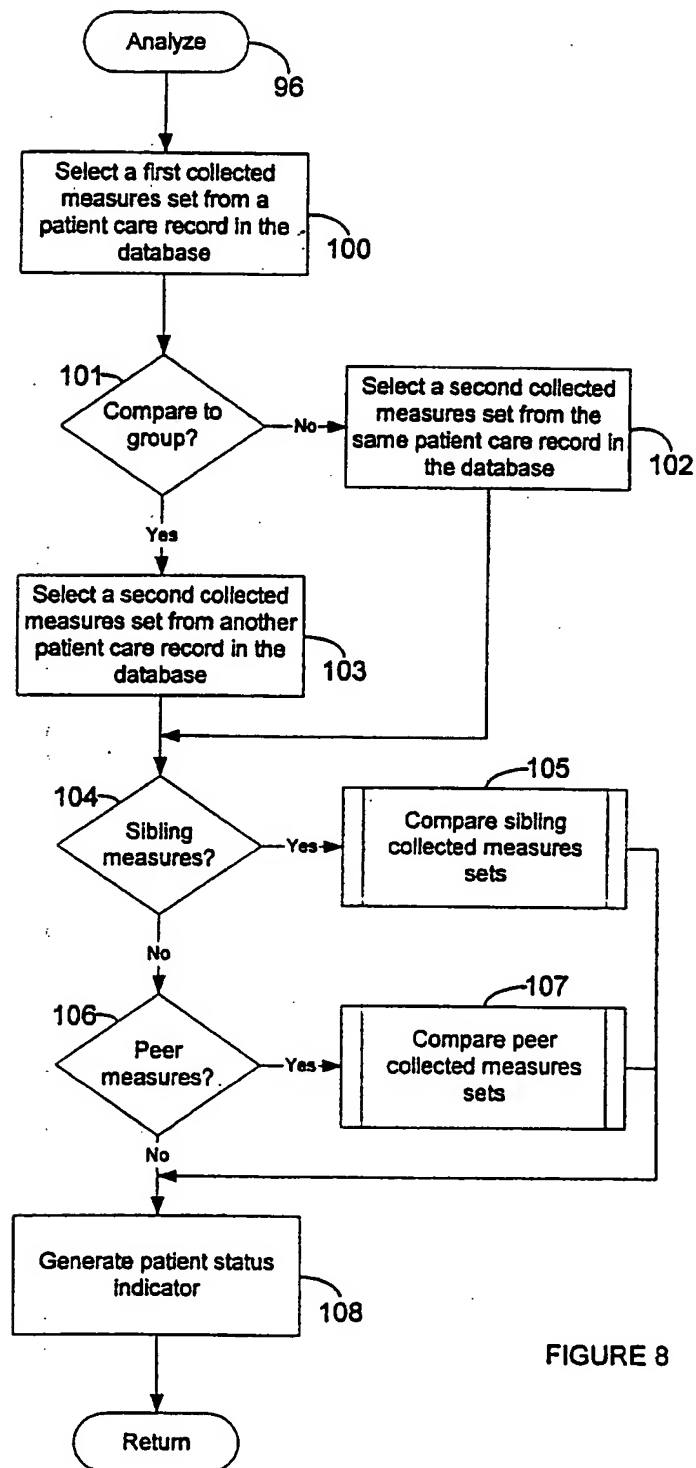 Analyze
96
Select a first collected
measures set from a
patient care record in the
database
100
101
Compare to
group?
No
Select a second collected
measures set from the
same patient care record in
the database
102
Yes
Select a second collected
measures set from another
patient care record in the
database
103
104
Sibling
measures?
Yes
105
Compare sibling
collected measures
sets
No
106
Peer
measures?
Yes
107
Compare peer
collected measures
sets
No
Generate patient status
indicator
108
FIGURE 8
Return